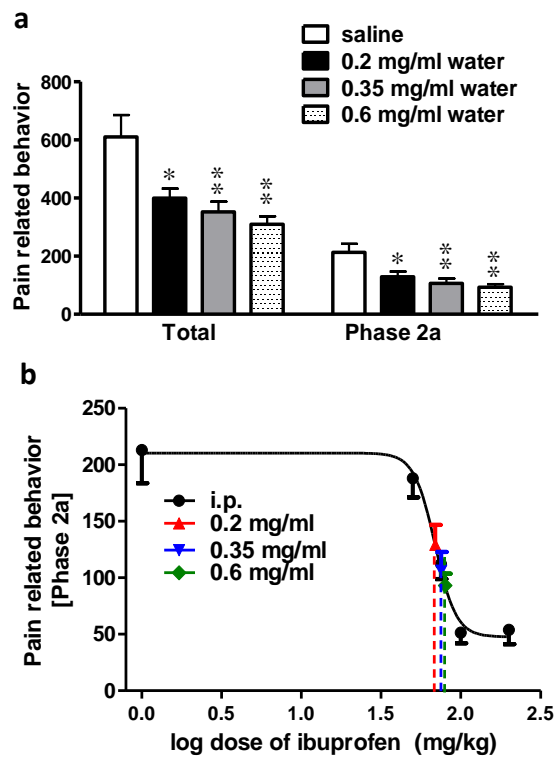 a
saline
0.2 mg/ml water
0.35 mg/ml water
0.6 mg/ml water
Pain related behavior
800
600
400
200
0
* ** **
* ** **
Total Phase 2a
b
Pain related behavior
[Phase 2a]
250
200
150
100
50
0
i.p.
0.2 mg/ml
0.35 mg/ml
0.6 mg/ml
0.0 0.5 1.0 1.5 2.0 2.5
log dose of ibuprofen (mg/kg)